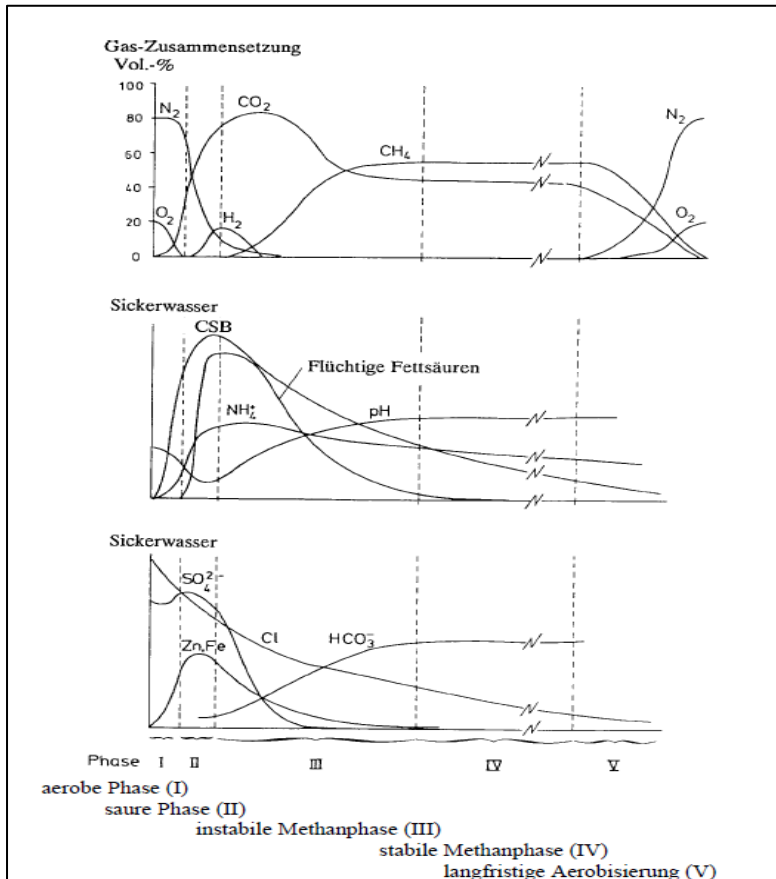 Gas-Zusammensetzung
Vol.-%
100
80
60
40
20
0
N₂
O₂
CO₂
H₂
CH₄
N₂
O₂
Sickerwasser
CSB
Flüchtige Fettsäuren
NH₄⁺
pH
Sickerwasser
SO₄²⁻
Zn,Fe
Cl
HCO₃⁻
Phase I II III IV V
aerobe Phase (I)
saure Phase (II)
instabile Methanphase (III)
stabile Methanphase (IV)
langfristige Aerobisierung (V)